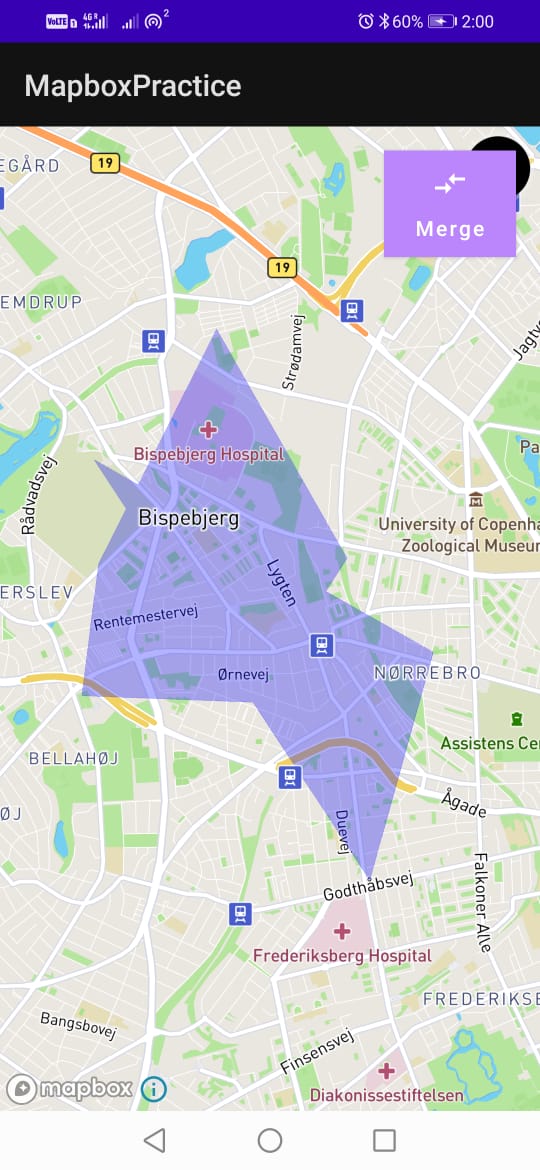 VoLTE 4G R 2 60% 2:00
MapboxPractice
EGÅRD
19
Merge
19
EMDRUP
Strødamvej
Jagtv
Bispebjerg Hospital
Pa
Rådvadsvej
University of Copenha
Zoological Museum
Bispebjerg
Lygten
ERSLEV
Rentemestervej
Ørnevej
NØRREBRO
Assistens Ce
BELLAHØJ
ØJ
Ågade
Duevej
Godthåbsvej
Falkoner Alle
Frederiksberg Hospital
FREDERIKSB
Bangsbovej
Finsensvej
mapbox
Diakonissestiftelsen